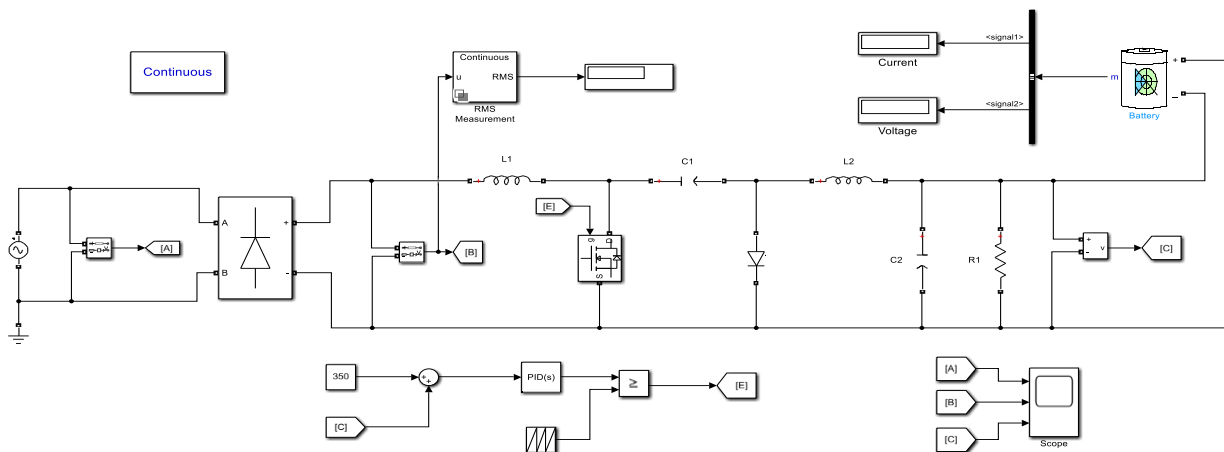 Continuous
Continuous
u
RMS
RMS
Measurement
<signal1>
Current
<signal2>
Voltage
m
+
−
Battery
L1
C1
L2
[E]
A
B
+
-
[A]
[B]
g
D
S
C2
R1
+
-
v
[C]
350
+
+
PID(s)
≥
[E]
[C]
[A]
[B]
[C]
Scope